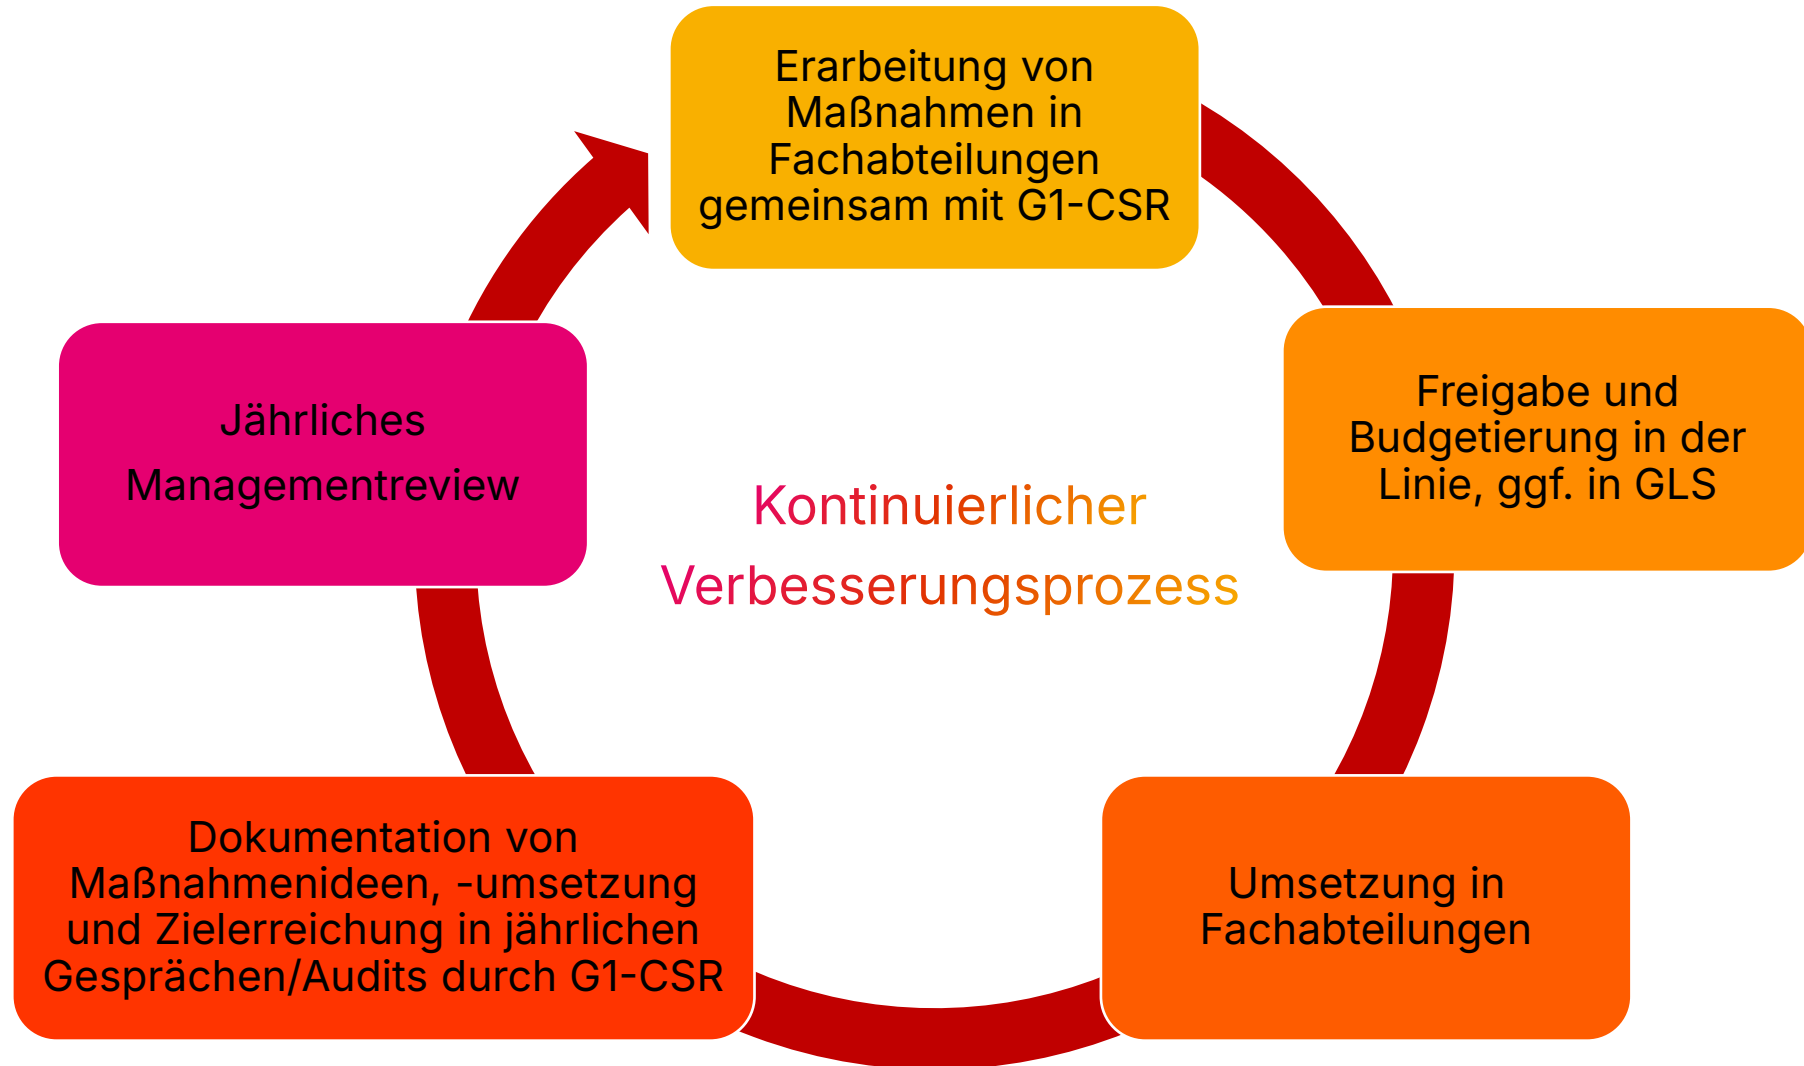 Erarbeitung von
Maßnahmen in
Fachabteilungen
gemeinsam mit G1-CSR
Freigabe und
Budgetierung in der
Linie, ggf. in GLS
Umsetzung in
Fachabteilungen
Dokumentation von
Maßnahmenideen, -umsetzung
und Zielerreichung in jährlichen
Gesprächen/Audits durch G1-CSR
Jährliches
Managementreview
Kontinuierlicher
Verbesserungsprozess